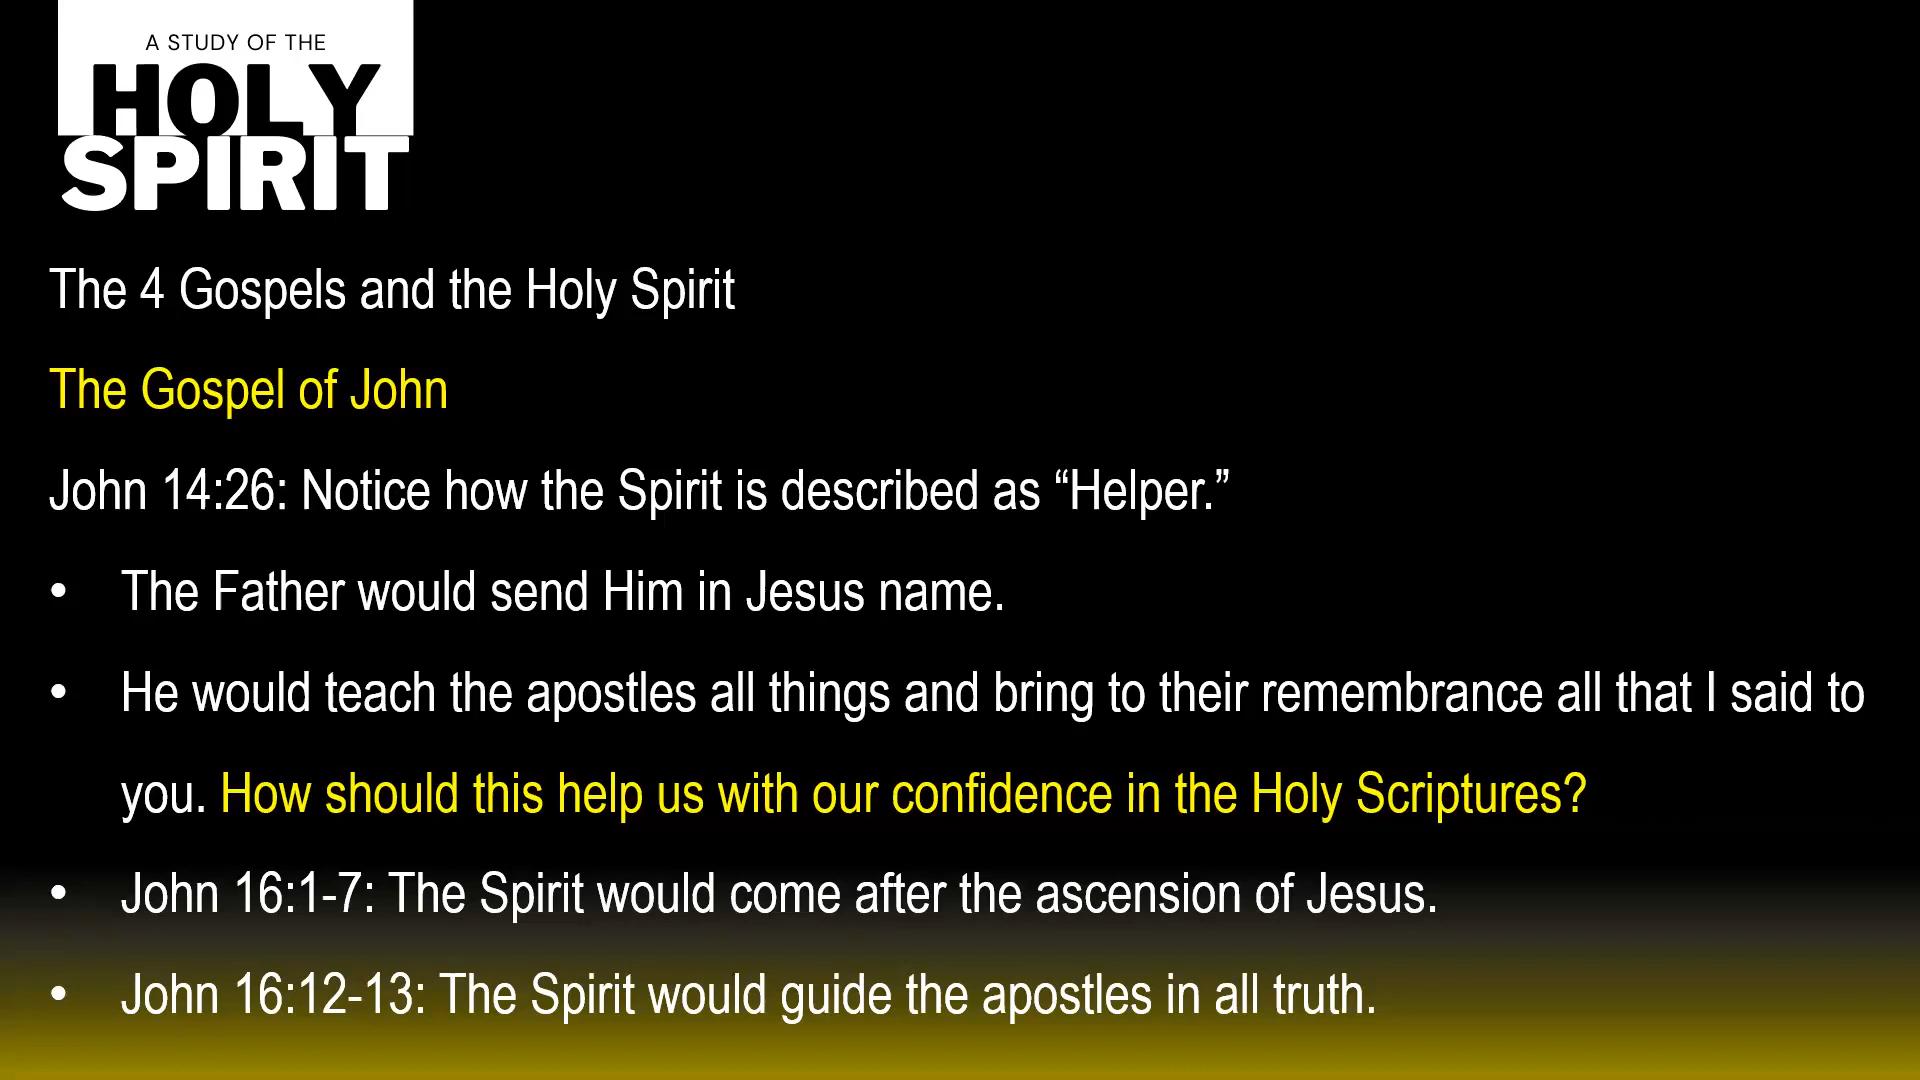 A STUDY OF THE
HOLY
SPIRIT
The 4 Gospels and the Holy Spirit
The Gospel of John
John 14:26: Notice how the Spirit is described as “Helper.”
• The Father would send Him in Jesus name.
• He would teach the apostles all things and bring to their remembrance all that I said to
you. How should this help us with our confidence in the Holy Scriptures?
• John 16:1-7: The Spirit would come after the ascension of Jesus.
• John 16:12-13: The Spirit would guide the apostles in all truth.